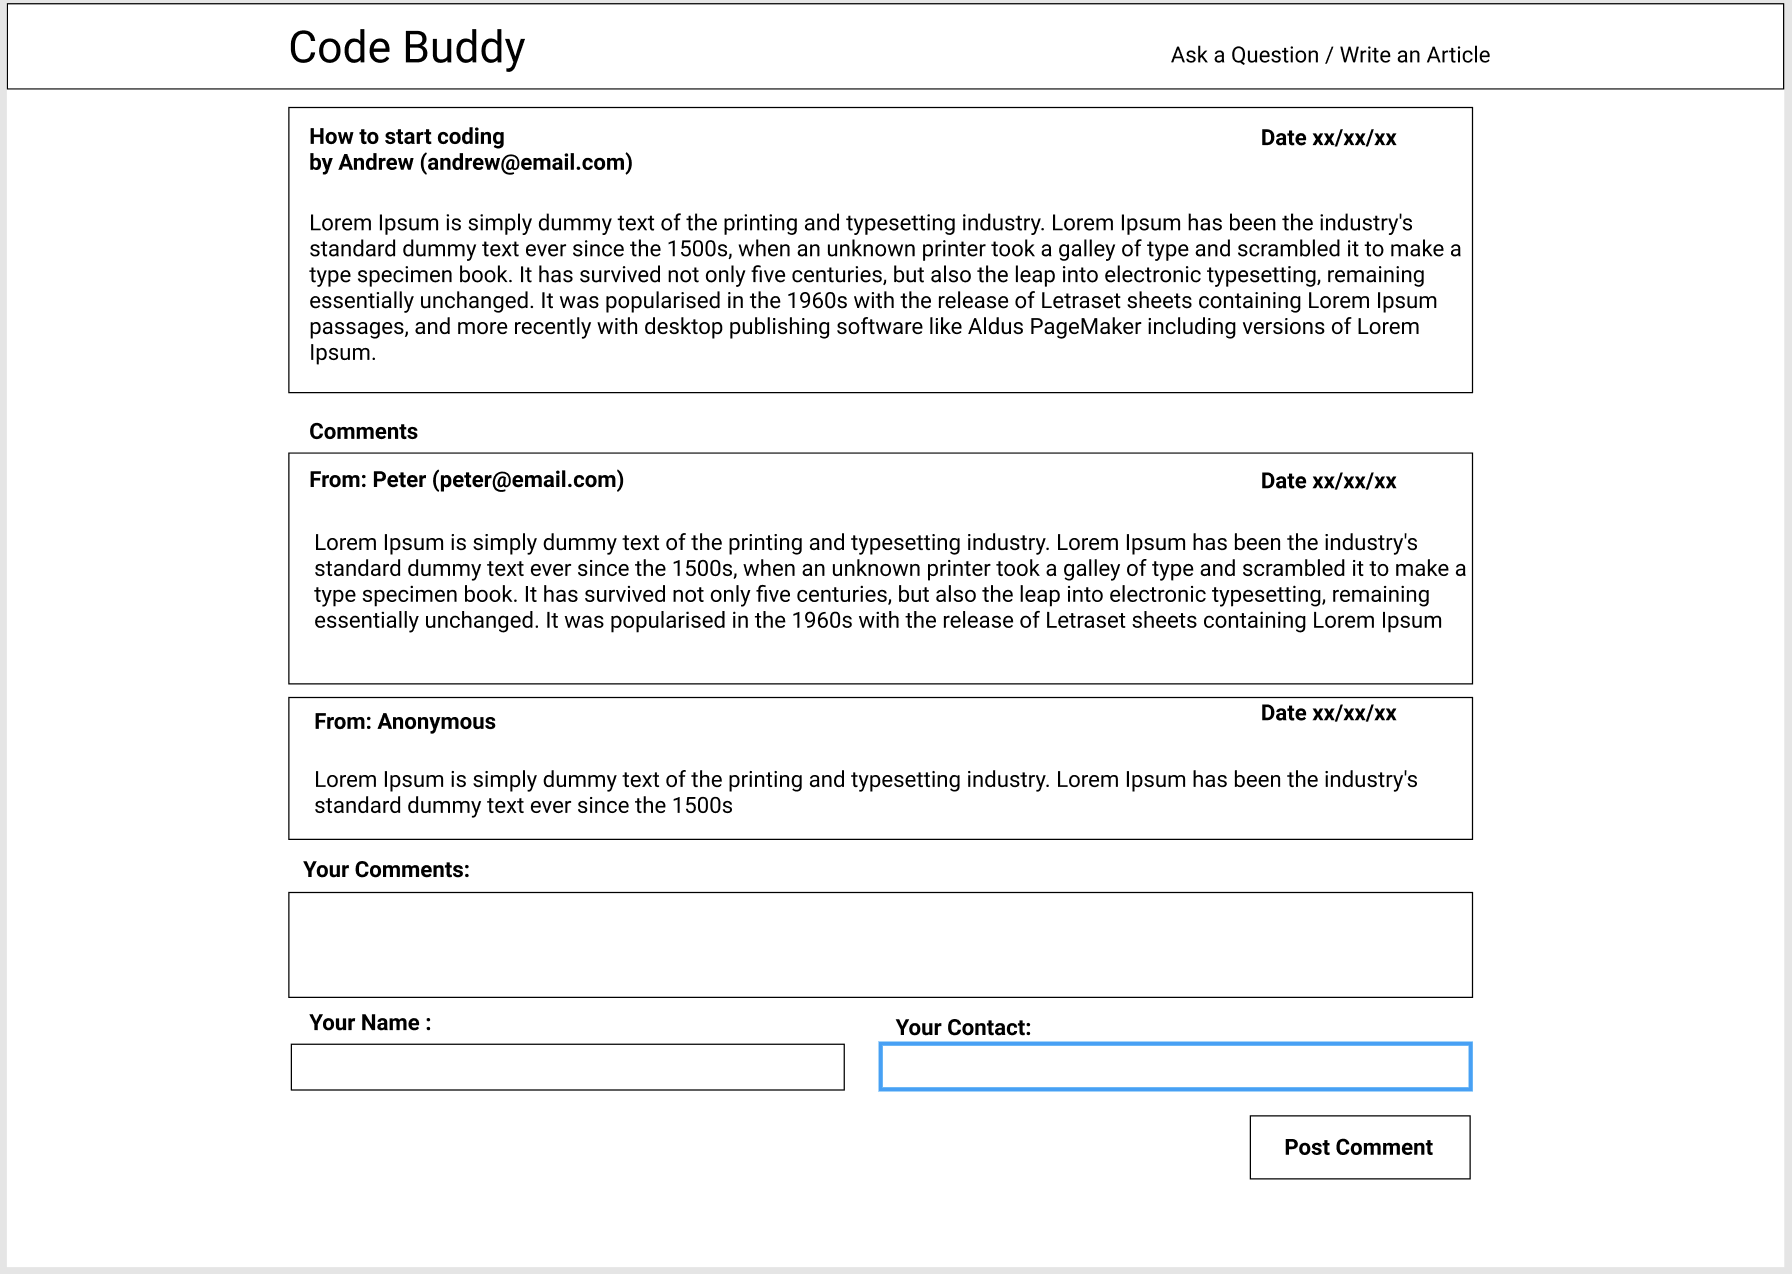 Code Buddy
Ask a Question / Write an Article
How to start coding
Date xx/xx/xx
by Andrew (andrew@email.com)
Lorem Ipsum is simply dummy text of the printing and typesetting industry. Lorem Ipsum has been the industry's
standard dummy text ever since the 1500s, when an unknown printer took a galley of type and scrambled it to make a
type specimen book. It has survived not only five centuries, but also the leap into electronic typesetting, remaining
essentially unchanged. It was popularised in the 1960s with the release of Letraset sheets containing Lorem Ipsum
passages, and more recently with desktop publishing software like Aldus PageMaker including versions of Lorem
Ipsum.
Comments
From: Peter (peter@email.com)
Date xx/xx/xx
Lorem Ipsum is simply dummy text of the printing and typesetting industry. Lorem Ipsum has been the industry's
standard dummy text ever since the 1500s, when an unknown printer took a galley of type and scrambled it to make a
type specimen book. It has survived not only five centuries, but also the leap into electronic typesetting, remaining
essentially unchanged. It was popularised in the 1960s with the release of Letraset sheets containing Lorem Ipsum
From: Anonymous
Date xx/xx/xx
Lorem Ipsum is simply dummy text of the printing and typesetting industry. Lorem Ipsum has been the industry's
standard dummy text ever since the 1500s
Your Comments:
Your Name :
Your Contact:
Post Comment